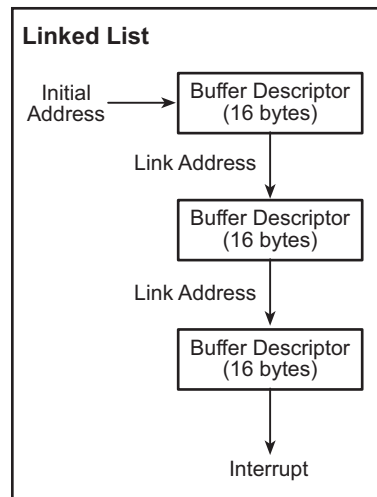 Linked List
Initial
Address
Buffer Descriptor
(16 bytes)
Link Address
Buffer Descriptor
(16 bytes)
Link Address
Buffer Descriptor
(16 bytes)
Interrupt